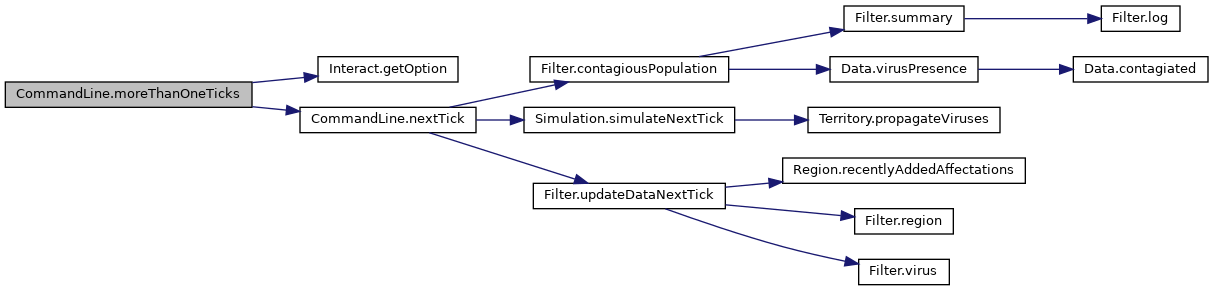 CommandLine.moreThanOneTicks
Interact.getOption
CommandLine.nextTick
Filter.contagiousPopulation
Simulation.simulateNextTick
Filter.updateDataNextTick
Filter.summary
Data.virusPresence
Territory.propagateViruses
Region.recentlyAddedAffectations
Filter.region
Filter.virus
Filter.log
Data.contagiated